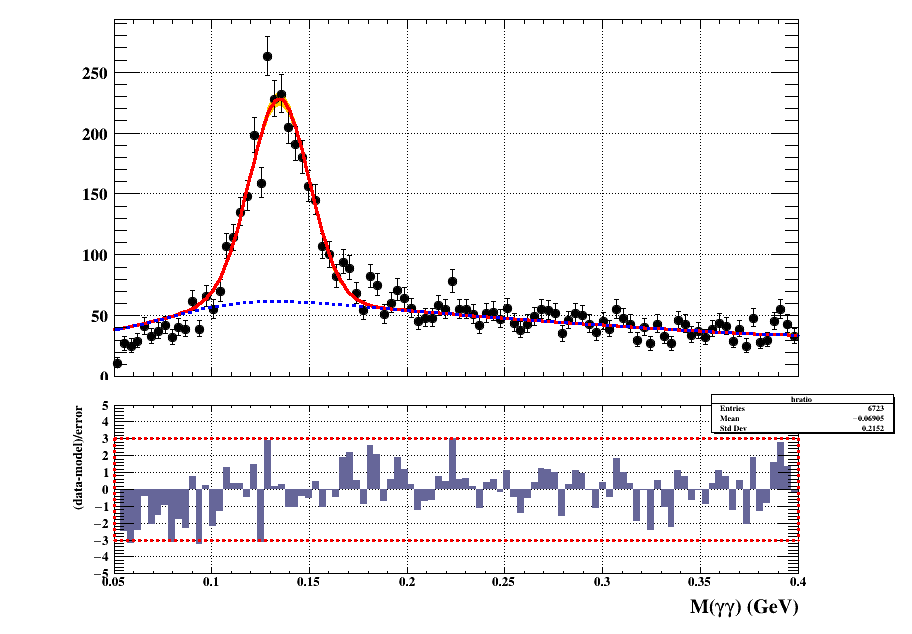 250
200
150
100
50
0
(data-model)/error
5
4
3
2
1
0
−1
−2
−3
−4
−5
hratio
Entries 6723
Mean −0.06905
Std Dev 0.2152
0.05 0.1 0.15 0.2 0.25 0.3 0.35 0.4
M(γγ) (GeV)